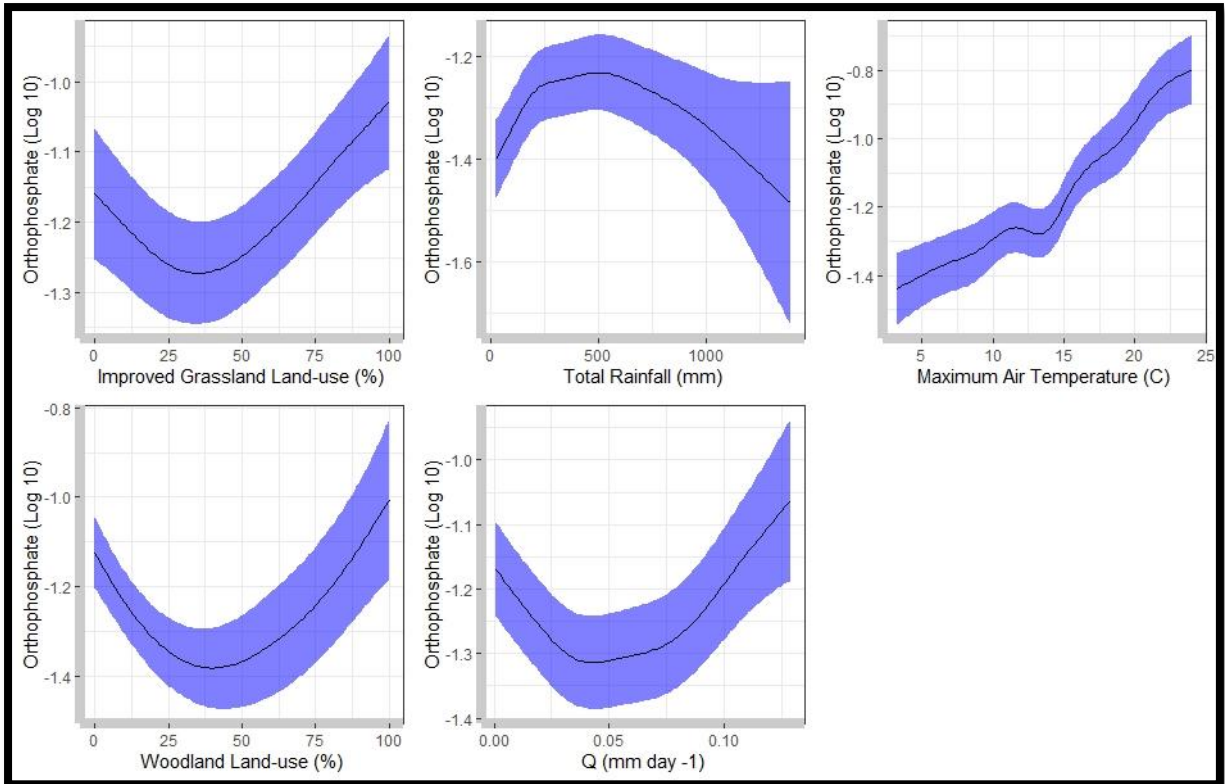 Orthophosphate (Log 10)
-1.0
-1.1
-1.2
-1.3
0 25 50 75 100
Improved Grassland Land-use (%)
Orthophosphate (Log 10)
-1.2
-1.4
-1.6
0 500 1000
Total Rainfall (mm)
Orthophosphate (Log 10)
-0.8
-1.0
-1.2
-1.4
5 10 15 20 25
Maximum Air Temperature (C)
Orthophosphate (Log 10)
-0.8
-1.0
-1.2
-1.4
0 25 50 75 100
Woodland Land-use (%)
Orthophosphate (Log 10)
-1.0
-1.1
-1.2
-1.3
-1.4
0.00 0.05 0.10
Q (mm day -1)